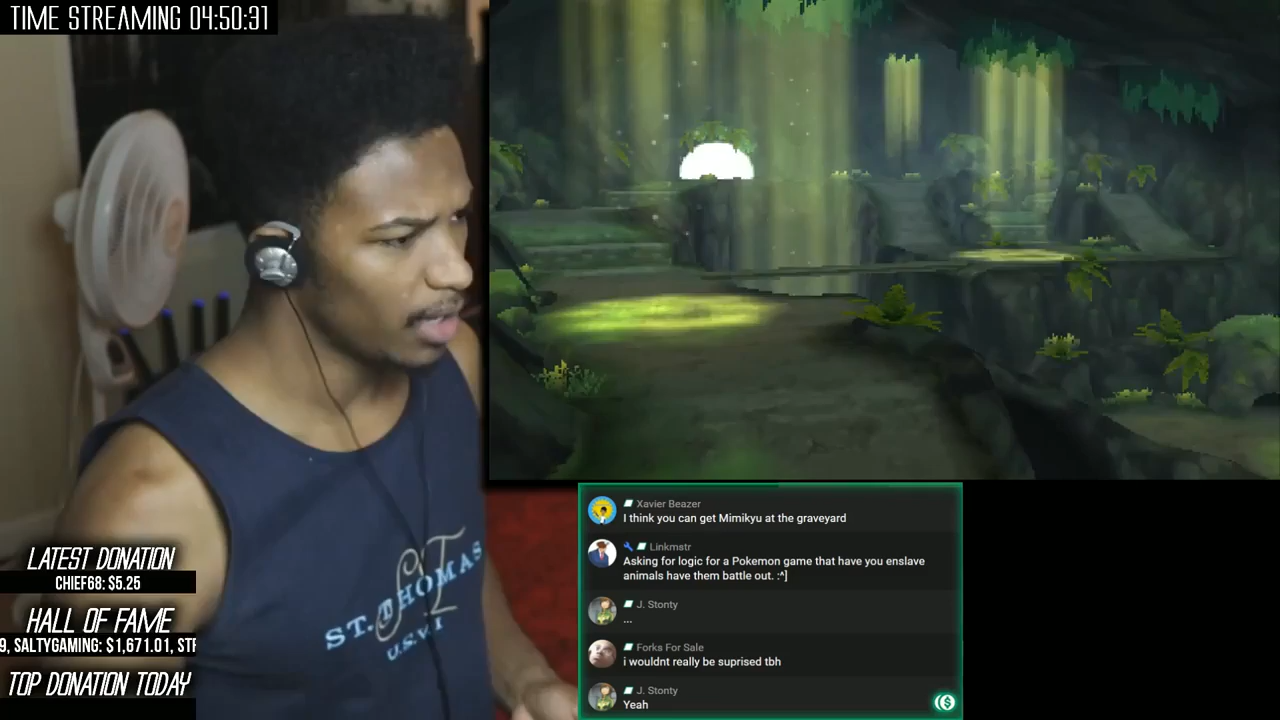 TIME STREAMING 04:50:31
ST. THOMAS
U.S.V.I
LATEST DONATION
CHIEF68: $5.25
HALL OF FAME
9, SALTYGAMING: $1,671.01, STR
TOP DONATION TODAY
Xavier Beazer
I think you can get Mimikyu at the graveyard
Linkmstr
Asking for logic for a Pokemon game that have you enslave
animals have them battle out. :^]
J. Stonty
...
Forks For Sale
i wouldnt really be suprised tbh
J. Stonty
Yeah